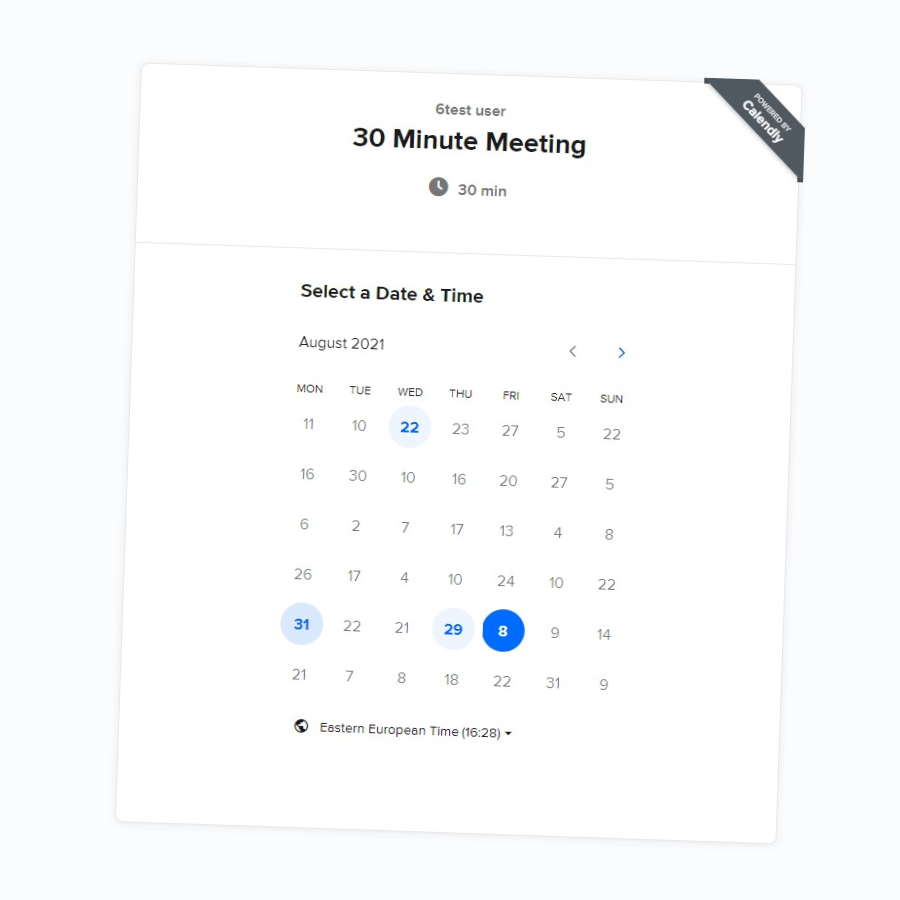 6test user
30 Minute Meeting
30 min
POWERED BY
Calendly
Select a Date & Time
August 2021
MON TUE WED THU FRI SAT SUN
11 10 22 23 27 5 22
16 30 10 16 20 27 5
6 2 7 17 13 4 8
26 17 4 10 24 10 22
31 22 21 29 8 9 14
21 7 8 18 22 31 9
Eastern European Time (16:28)